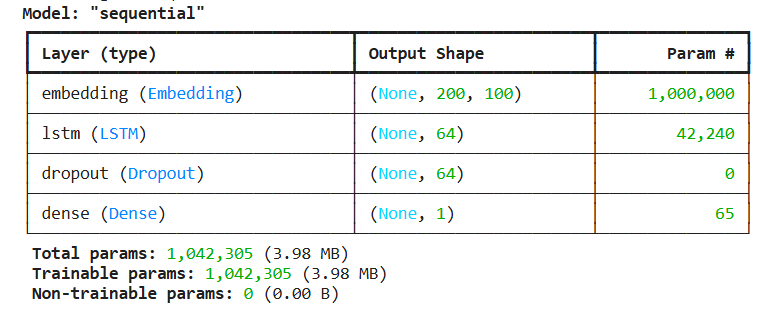 Model: "sequential"
Layer (type) Output Shape Param #
embedding (Embedding) (None, 200, 100) 1,000,000
lstm (LSTM) (None, 64) 42,240
dropout (Dropout) (None, 64) 0
dense (Dense) (None, 1) 65
Total params: 1,042,305 (3.98 MB)
Trainable params: 1,042,305 (3.98 MB)
Non-trainable params: 0 (0.00 B)